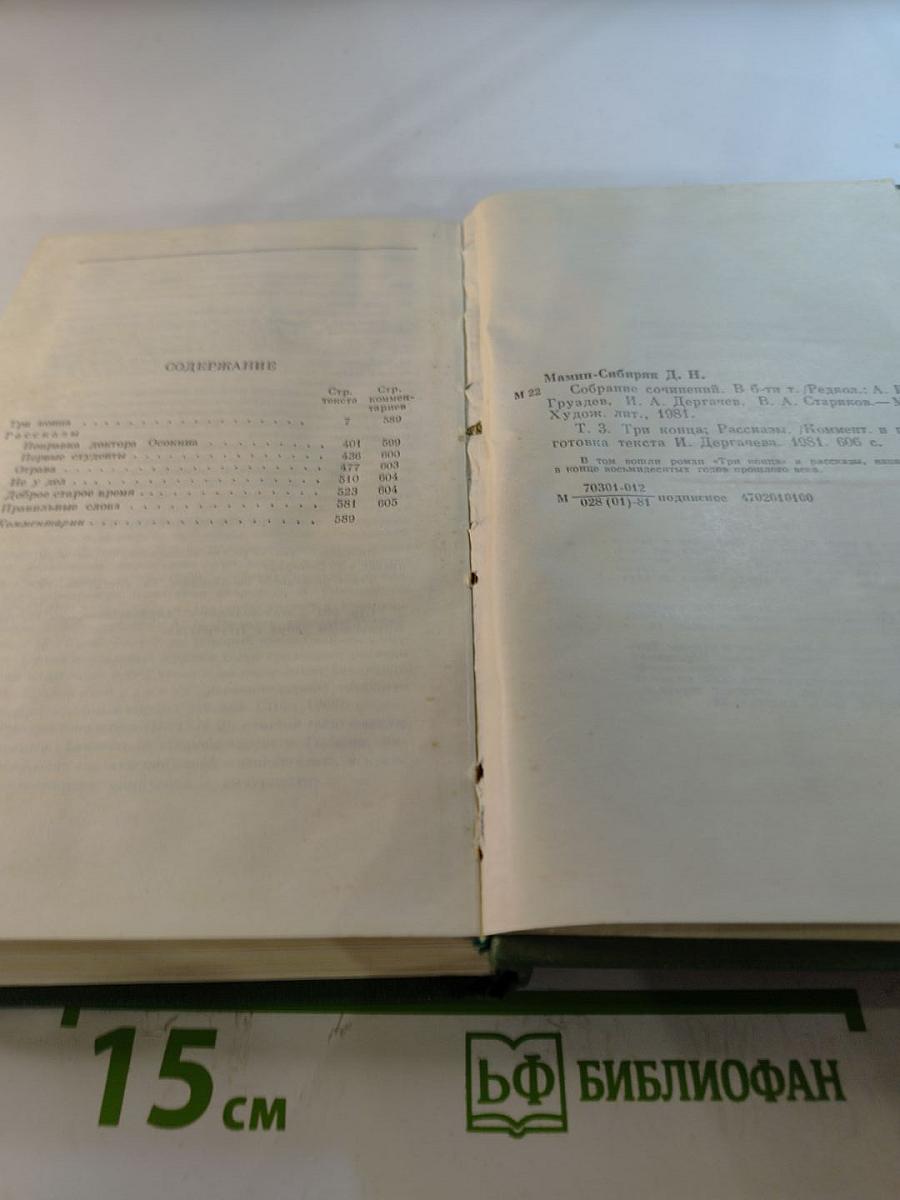 СОДЕРЖАНИЕ
Стр. текста Стр. коммен-тариев
Три конца 7 589
Рассказы
Поправка доктора Осокина 401 599
Первые студенты 436 600
Отрава 477 603
Не у дел 510 604
Доброе старое время 523 604
Правильные слова 581 605
Комментарии 589
Мамин-Сибиряк Д. Н.
М 22 Собрание сочинений. В 6-ти т. /Редкол.: А. И.
Груздев, И. А. Дергачев, В. А. Стариков.—
Худож. лит., 1981.
Т. 3. Три конца; Рассказы. /Коммент. и
готовка текста И. Дергачева. 1981. 606 с.
В том вошли роман «Три конца» и рассказы,
в конце восьмидесятых годов прошлого века.
М 70301-012
028 (01)-81 подписное 4702010100
15 см
БФ БИБЛИОФАН